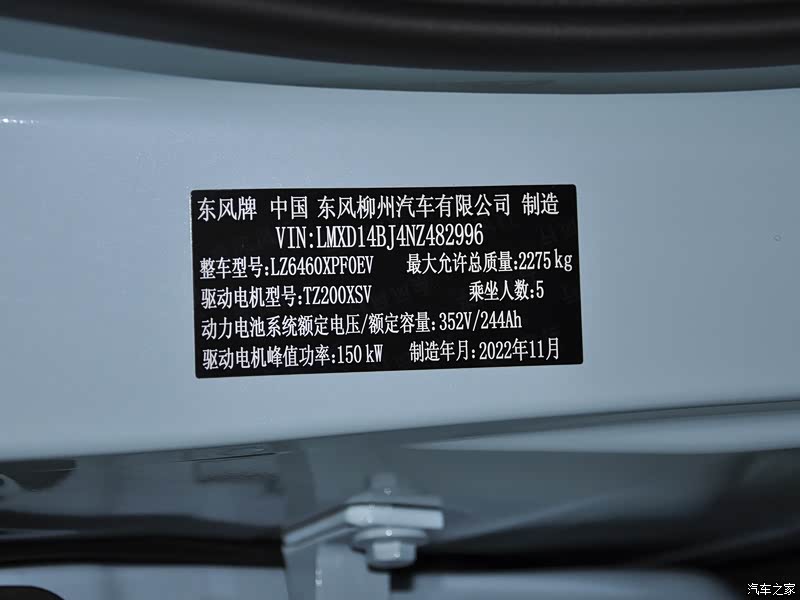 东风牌 中国 东风柳州汽车有限公司 制造
VIN:LMXD14BJ4NZ482996
整车型号:LZ6460XPF0EV 最大允许总质量:2275kg
驱动电机型号:TZ200XSV 乘坐人数:5
动力电池系统额定电压/额定容量:352V/244Ah
驱动电机峰值功率:150kW 制造年月:2022年11月
汽车之家